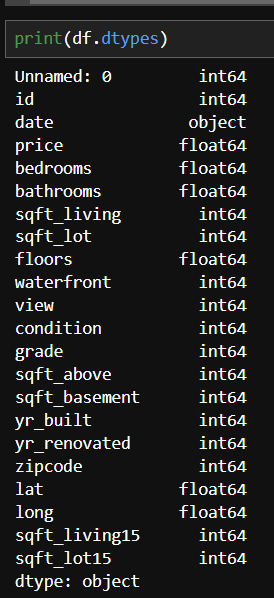 print(df.dtypes)
Unnamed: 0 int64
id int64
date object
price float64
bedrooms float64
bathrooms float64
sqft_living int64
sqft_lot int64
floors float64
waterfront int64
view int64
condition int64
grade int64
sqft_above int64
sqft_basement int64
yr_built int64
yr_renovated int64
zipcode int64
lat float64
long float64
sqft_living15 int64
sqft_lot15 int64
dtype: object